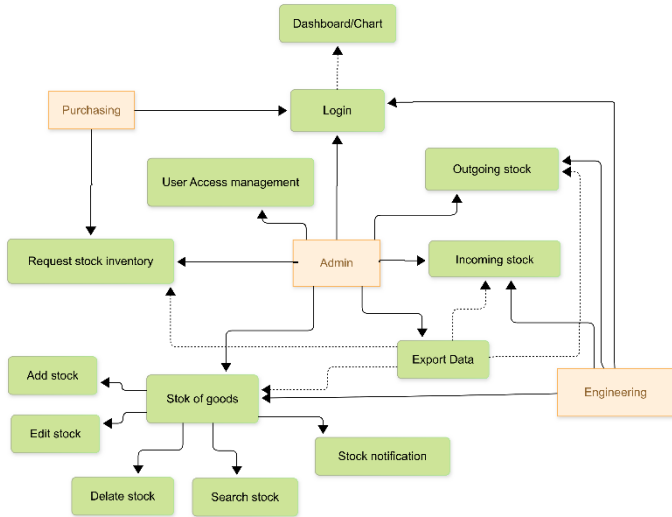 Dashboard/Chart
Purchasing
Login
User Access management
Outgoing stock
Request stock inventory
Admin
Incoming stock
Export Data
Add stock
Stok of goods
Engineering
Edit stock
Stock notification
Delate stock
Search stock